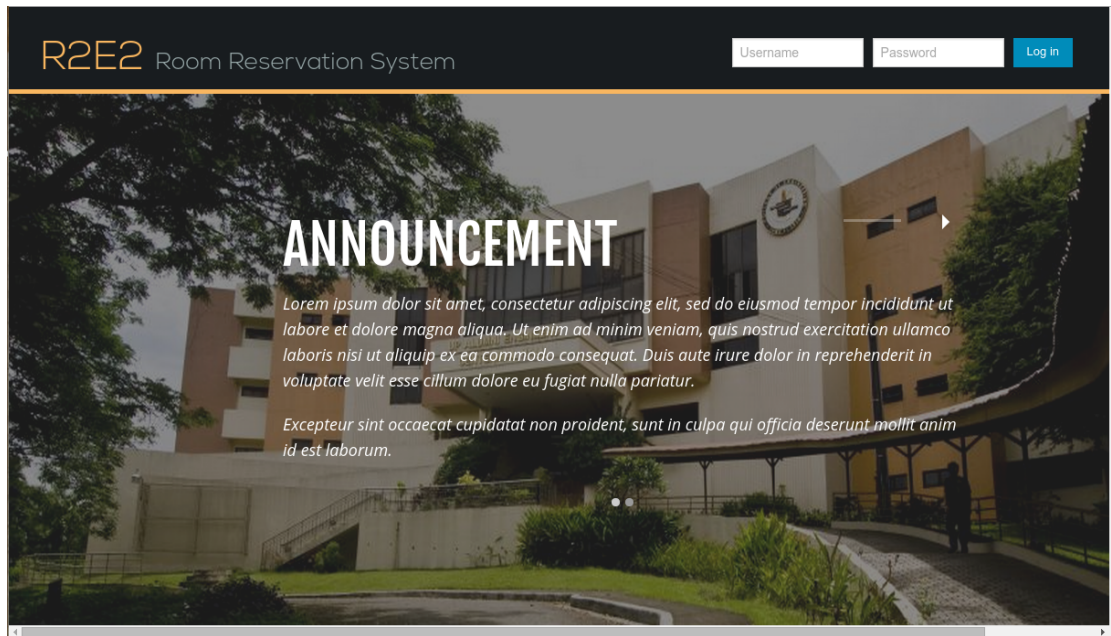 R2E2 Room Reservation System
Username
Password
Log in
ANNOUNCEMENT
Lorem ipsum dolor sit amet, consectetur adipiscing elit, sed do eiusmod tempor incididunt ut
labore et dolore magna aliqua. Ut enim ad minim veniam, quis nostrud exercitation ullamco
laboris nisi ut aliquip ex ea commodo consequat. Duis aute irure dolor in reprehenderit in
voluptate velit esse cillum dolore eu fugiat nulla pariatur.
Excepteur sint occaecat cupidatat non proident, sunt in culpa qui officia deserunt mollit anim
id est laborum.